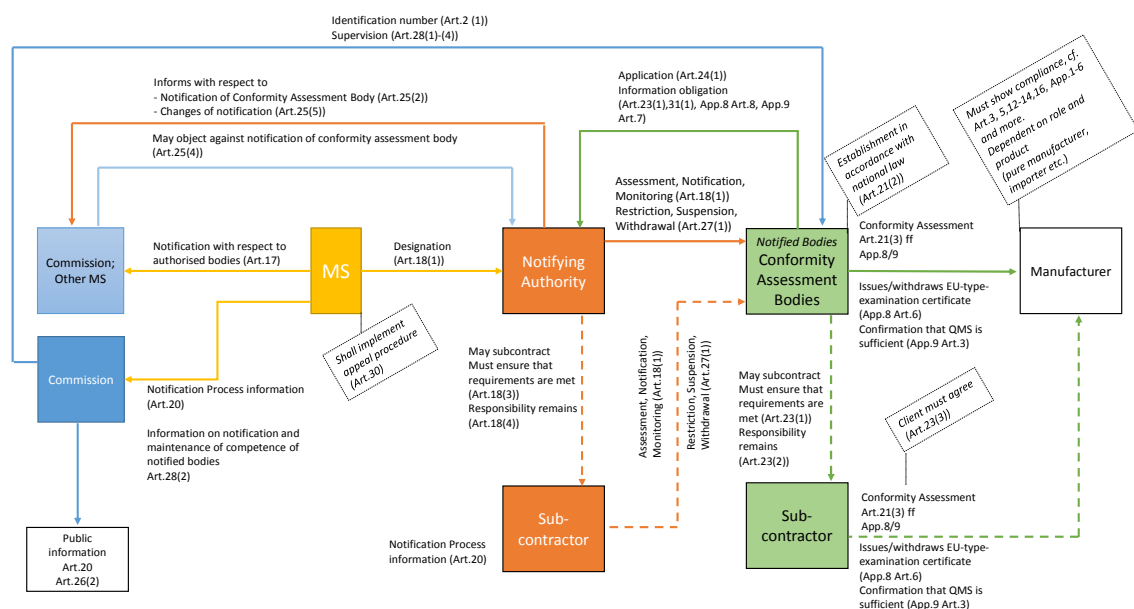 Identification number (Art.2 (1))
Supervision (Art.28(1)-(4))
Informs with respect to
- Notification of Conformity Assessment Body (Art.25(2))
- Changes of notification (Art.25(5))
May object against notification of conformity assessment body
(Art.25(4))
Application (Art.24(1))
Information obligation
(Art.23(1),31(1), App.8 Art.8, App.9
Art.7)
Establishment in
accordance with
national law
(Art.21(2))
Must show compliance, cf.
Art.3, 5,12-14,16, App.1-6
and more.
Dependent on role and
product
(pure manufacturer,
importer etc.)
Assessment, Notification,
Monitoring (Art.18(1))
Restriction, Suspension,
Withdrawal (Art.27(1))
Commission;
Other MS
Notification with respect to
authorised bodies (Art.17)
MS
Designation
(Art.18(1))
Notifying
Authority
Notified Bodies
Conformity
Assessment
Bodies
Conformity Assessment
Art.21(3) ff
App.8/9
Issues/withdraws EU-type-
examination certificate
(App.8 Art.6)
Confirmation that QMS is
sufficient (App.9 Art.3)
Manufacturer
Shall implement
appeal procedure
(Art.30)
Commission
Notification Process information
(Art.20)
Information on notification and
maintenance of competence of
notified bodies
Art.28(2)
May subcontract
Must ensure that
requirements are met
(Art.18(3)
Responsibility remains
(Art.18(4))
Assessment, Notification,
Monitoring (Art.18(1))
Restriction, Suspension,
Withdrawal (Art.27(1))
May subcontract
Must ensure that
requirements are
met (Art.23(1))
Responsibility
remains
(Art.23(2))
Client must agree
(Art.23(3))
Public
information
Art.20
Art.26(2)
Notification Process
information (Art.20)
Sub-
contractor
Sub-
contractor
Conformity Assessment
Art.21(3) ff
App.8/9
Issues/withdraws EU-type-
examination certificate
(App.8 Art.6)
Confirmation that QMS is
sufficient (App.9 Art.3)